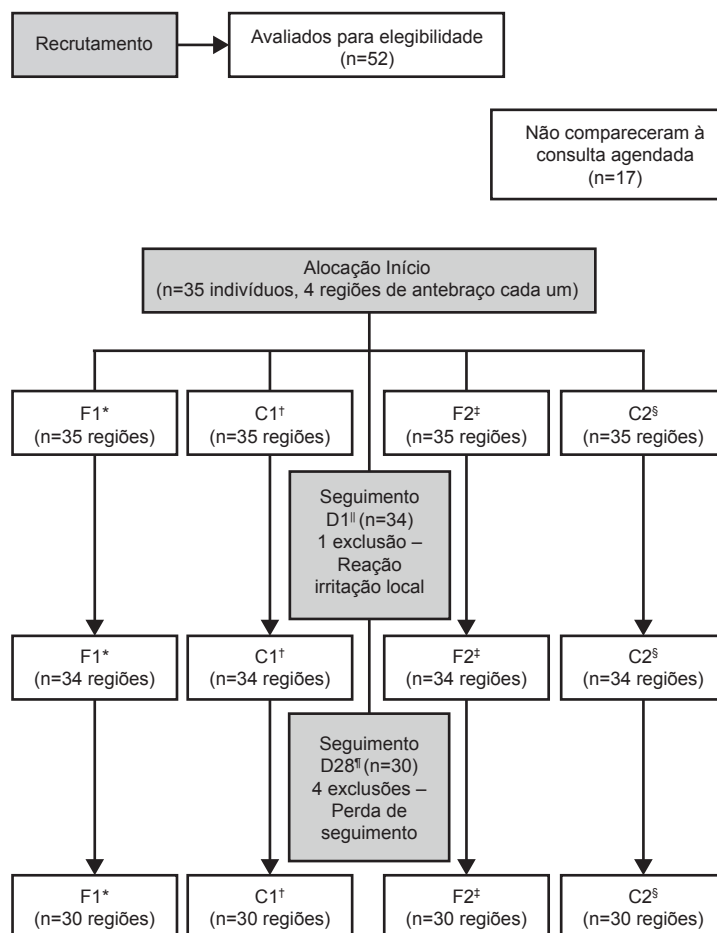 Recrutamento
Avaliados para elegibilidade
(n=52)
Não compareceram à
consulta agendada
(n=17)
Alocação Início
(n=35 indivíduos, 4 regiões de antebraço cada um)
F1*
(n=35 regiões)
C1†
(n=35 regiões)
F2‡
(n=35 regiões)
C2§
(n=35 regiões)
Seguimento
D1‖ (n=34)
1 exclusão –
Reação
irritação local
F1*
(n=34 regiões)
C1†
(n=34 regiões)
F2‡
(n=34 regiões)
C2§
(n=34 regiões)
Seguimento
D28¶ (n=30)
4 exclusões –
Perda de
seguimento
F1*
(n=30 regiões)
C1†
(n=30 regiões)
F2‡
(n=30 regiões)
C2§
(n=30 regiões)